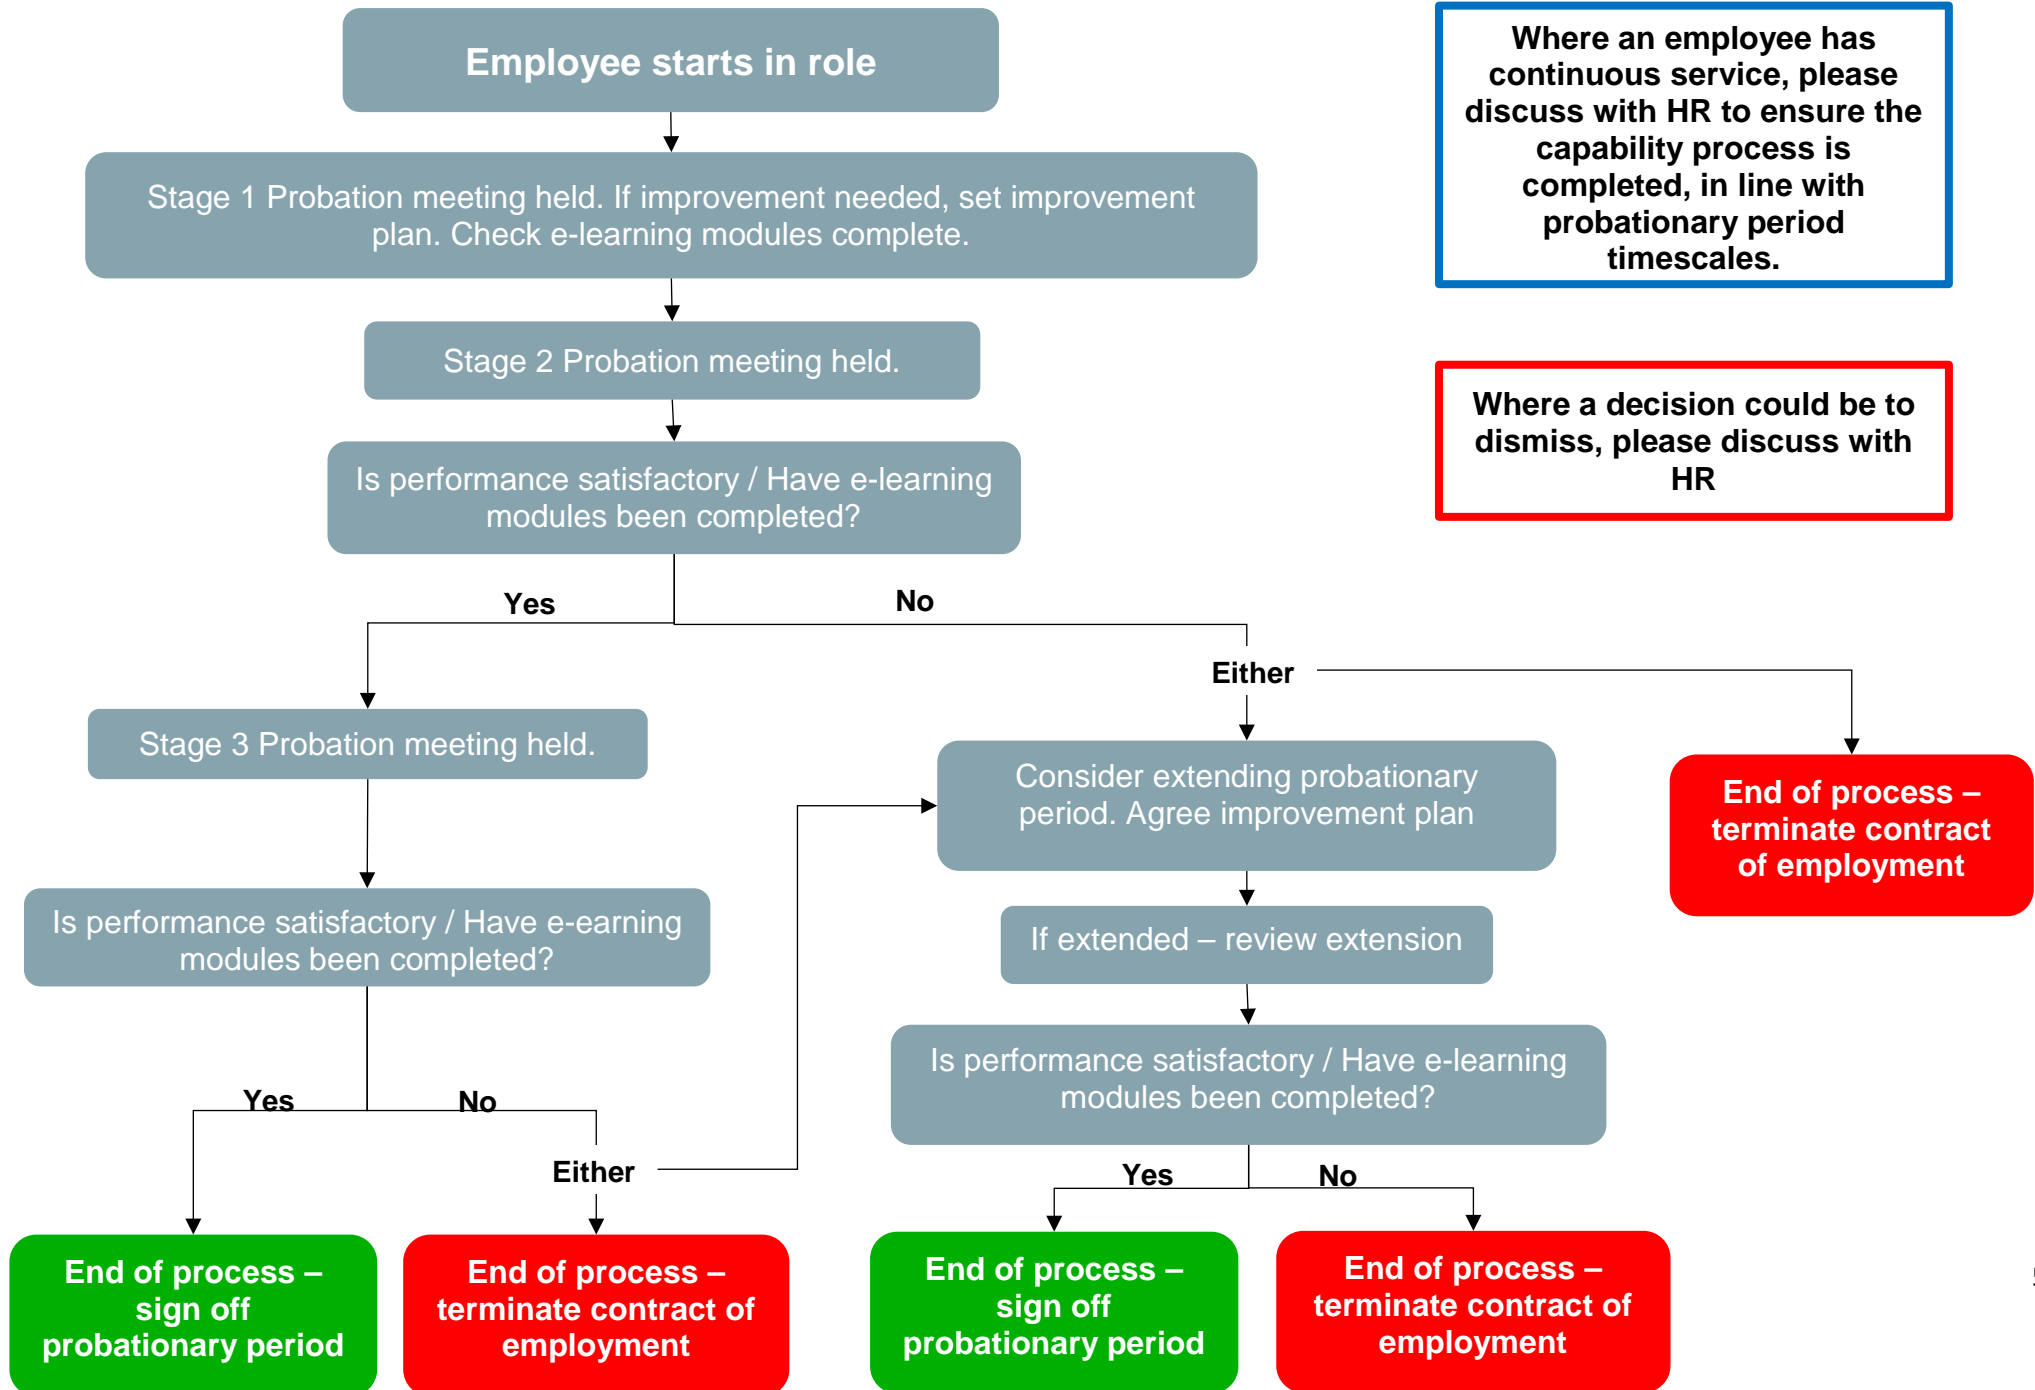 Employee starts in role
Where an employee has
continuous service, please
discuss with HR to ensure the
capability process is
completed, in line with
probationary period
timescales.
Stage 1 Probation meeting held. If improvement needed, set improvement
plan. Check e-learning modules complete.
Stage 2 Probation meeting held.
Where a decision could be to
dismiss, please discuss with
HR
Is performance satisfactory / Have e-learning
modules been completed?
Yes
No
Either
Stage 3 Probation meeting held.
Consider extending probationary
period. Agree improvement plan
End of process –
terminate contract
of employment
Is performance satisfactory / Have e-earning
modules been completed?
If extended – review extension
Is performance satisfactory / Have e-learning
modules been completed?
Yes
No
Either
Yes
No
End of process –
sign off
probationary period
End of process –
terminate contract of
employment
End of process –
sign off
probationary period
End of process –
terminate contract of
employment